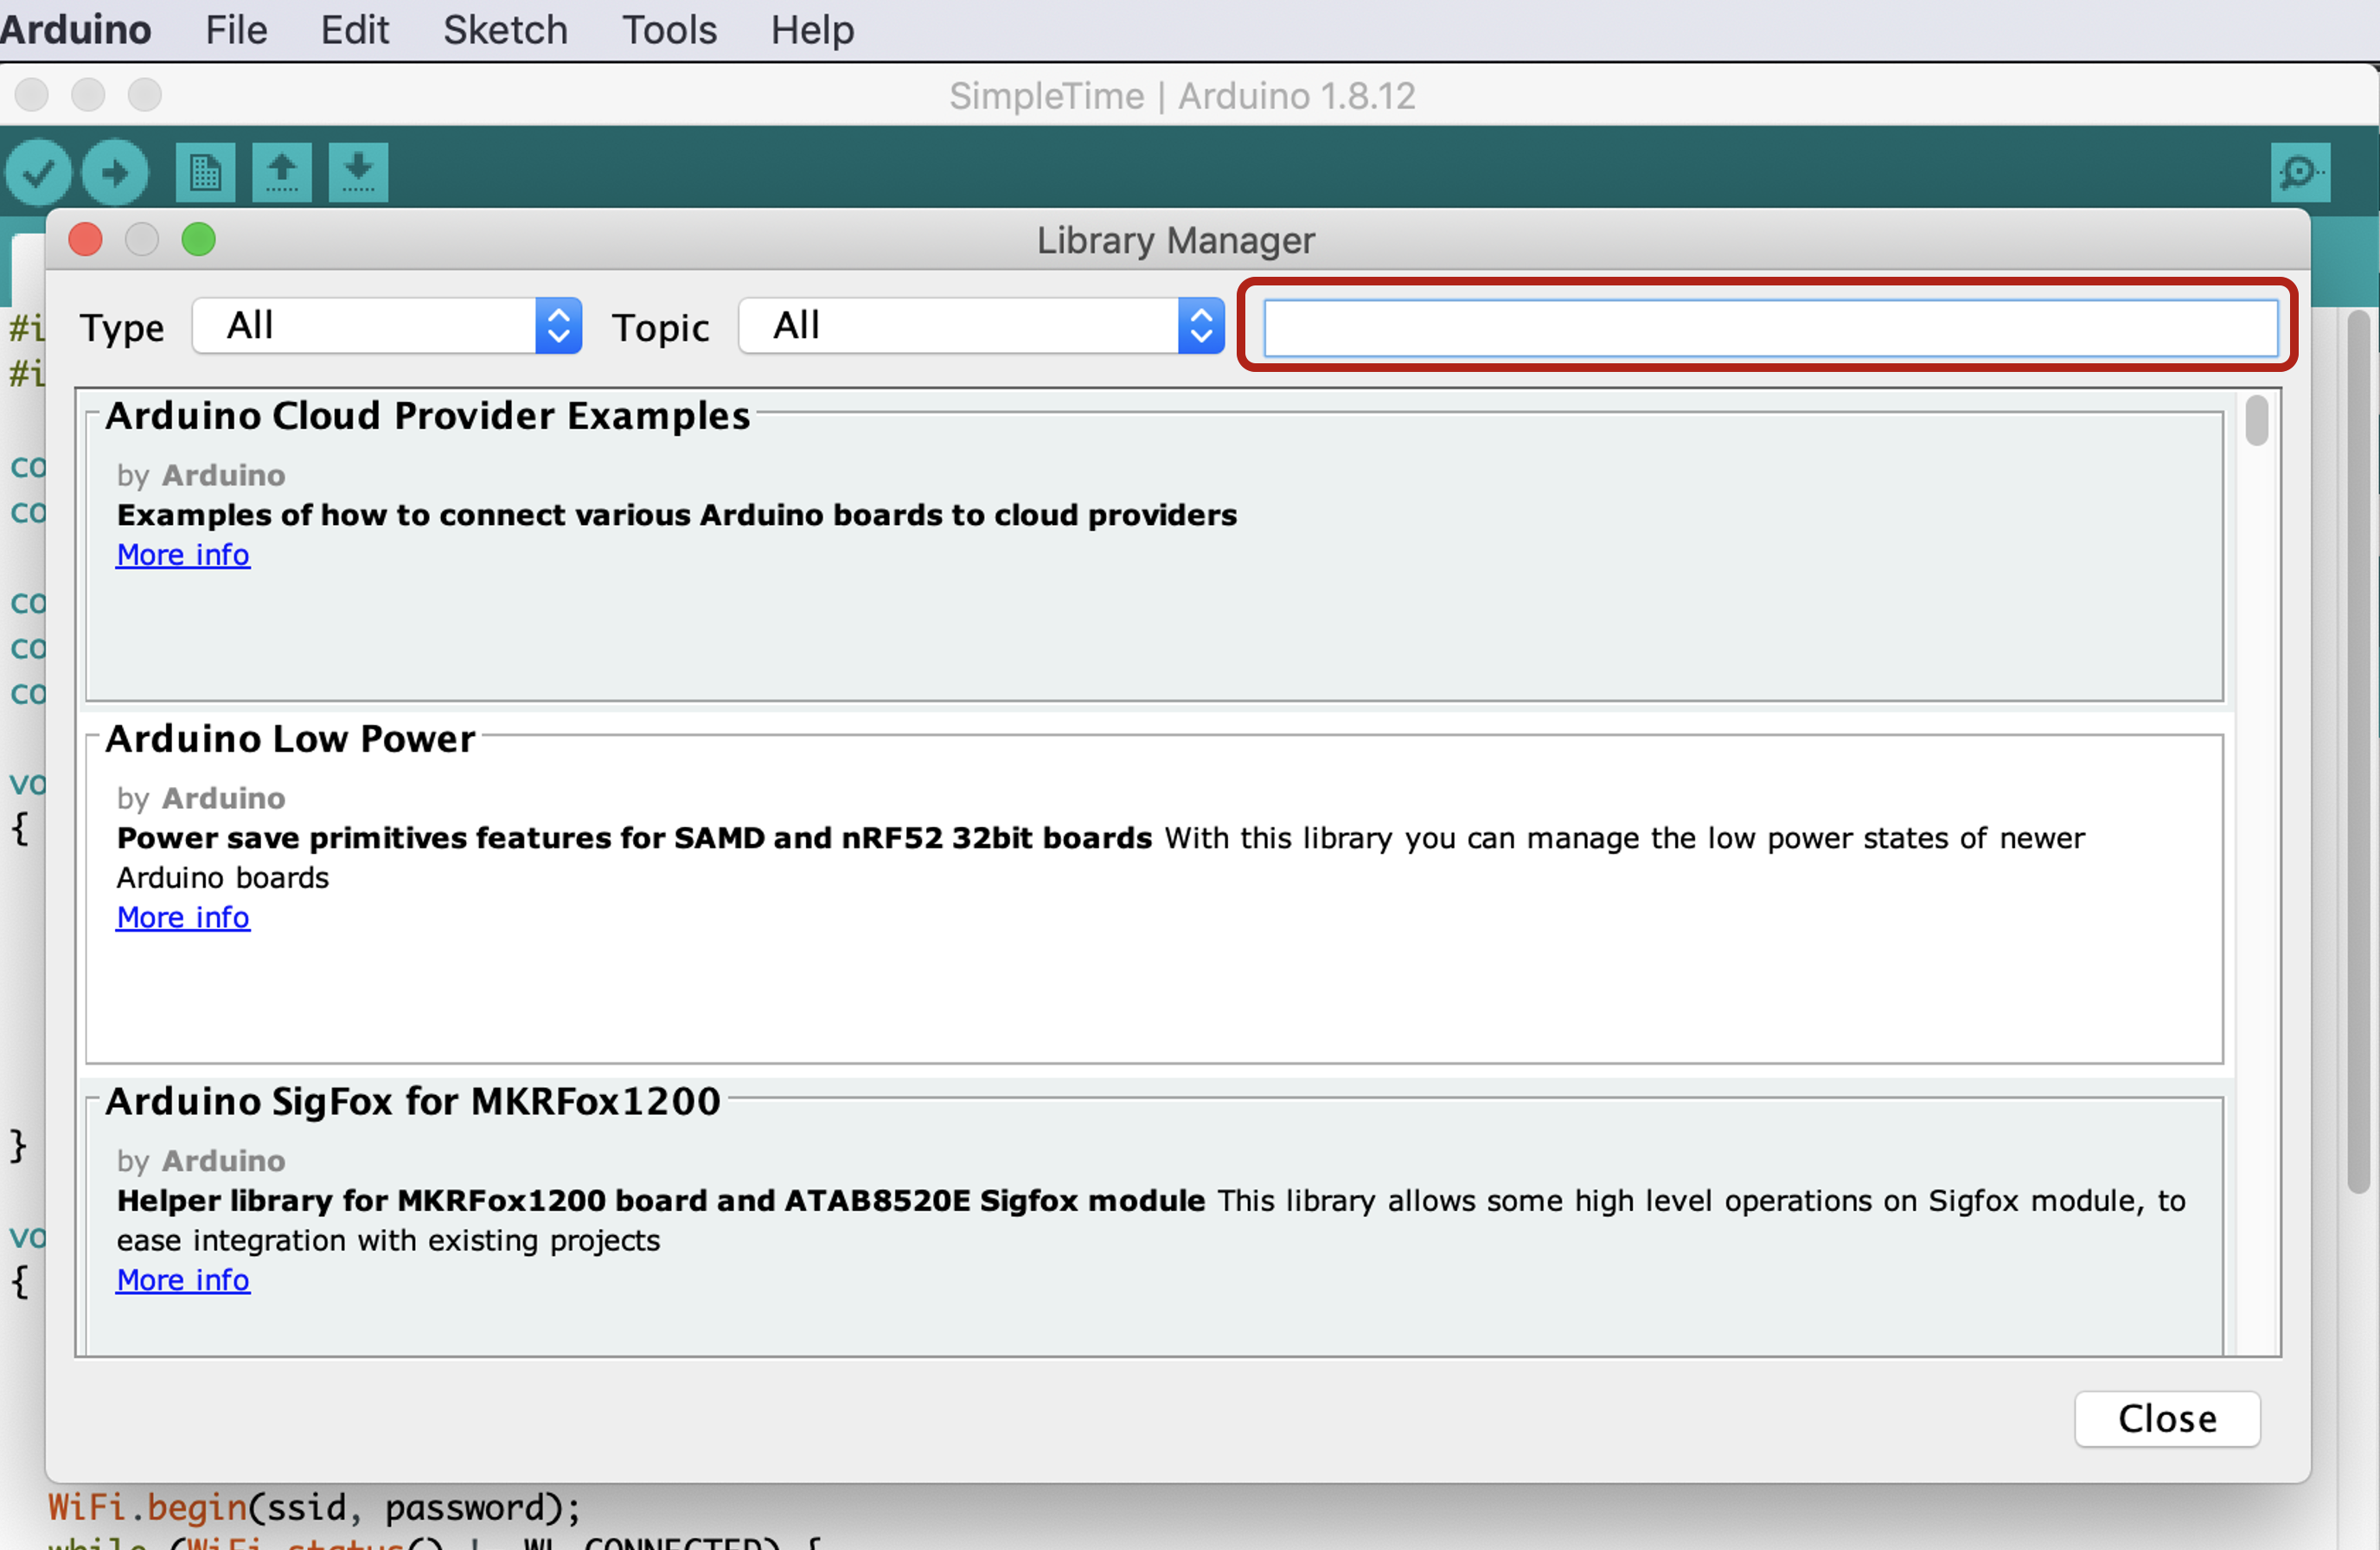 Arduino File Edit Sketch Tools Help
SimpleTime | Arduino 1.8.12
Library Manager
Type All Topic All
#i
#i
Arduino Cloud Provider Examples
by Arduino
co
Examples of how to connect various Arduino boards to cloud providers
co
More info
co
co
co
Arduino Low Power
vo
by Arduino
{
Power save primitives features for SAMD and nRF52 32bit boards With this library you can manage the low power states of newer
Arduino boards
More info
Arduino SigFox for MKRFox1200
}
by Arduino
Helper library for MKRFox1200 board and ATAB8520E Sigfox module This library allows some high level operations on Sigfox module, to
vo
ease integration with existing projects
{
More info
Close
WiFi.begin(ssid, password);
while (WiFi.status() != WL_CONNECTED) {